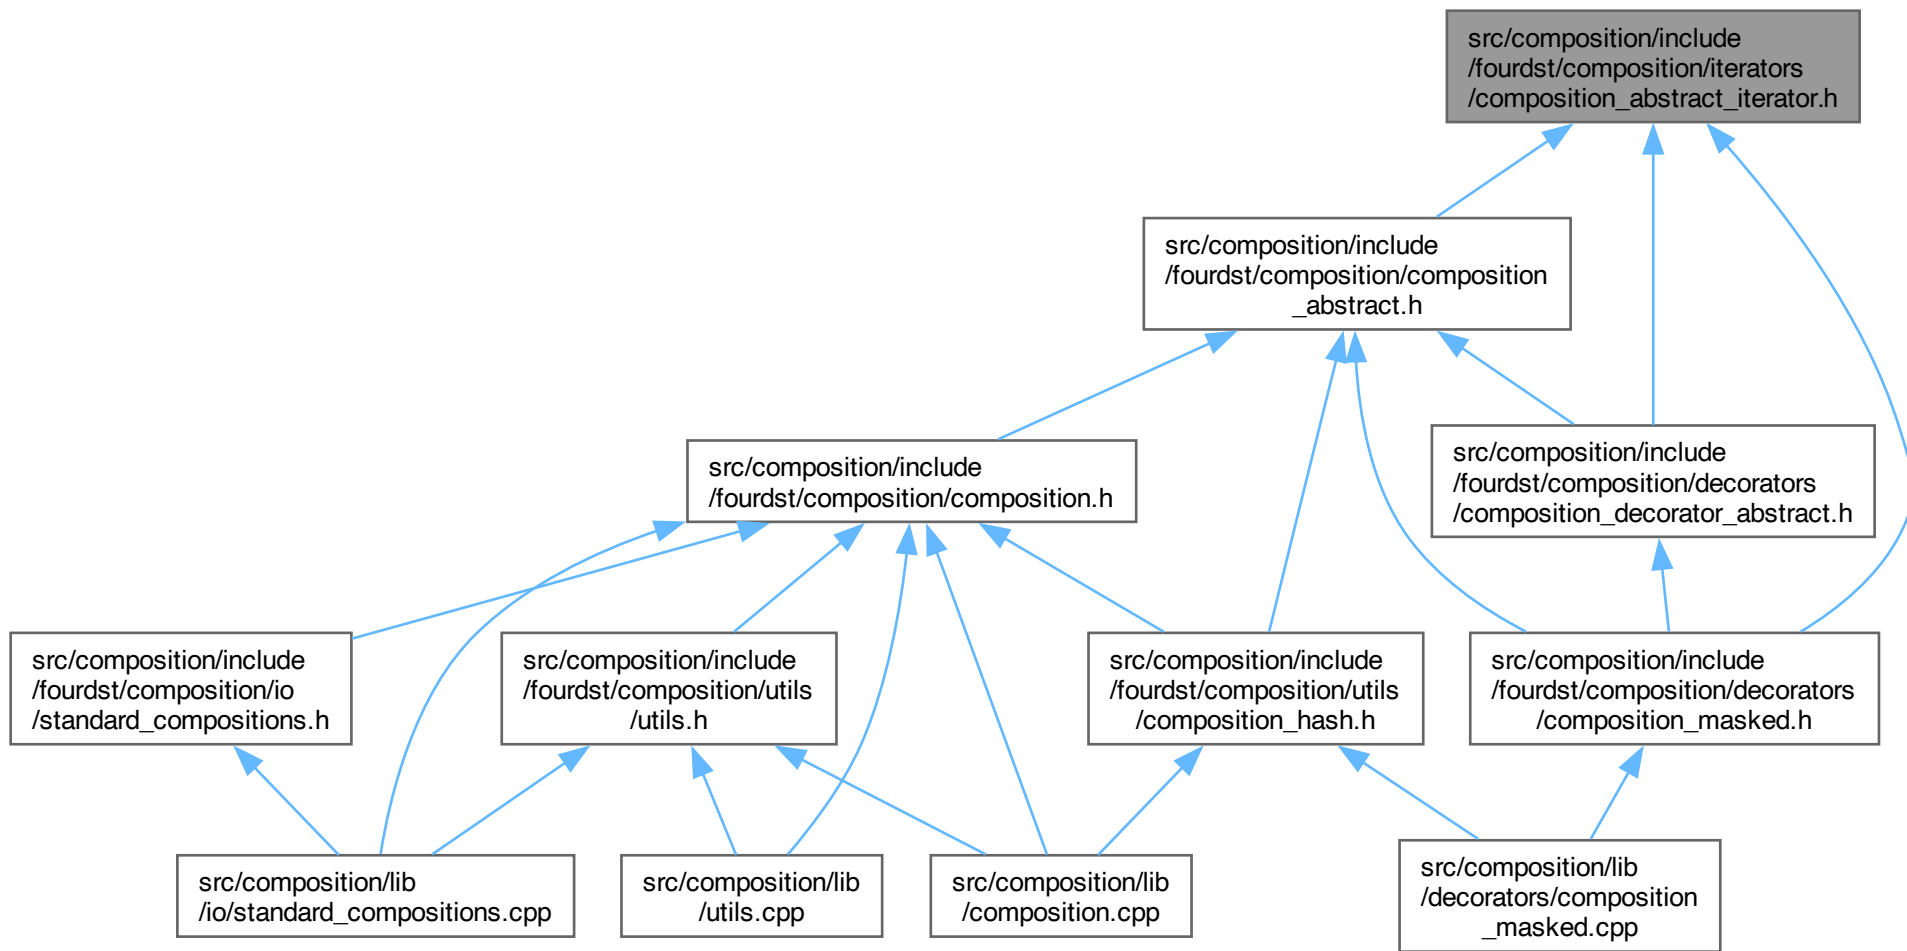 src/composition/include
/fourdst/composition/iterators
/composition_abstract_iterator.h
src/composition/include
/fourdst/composition/composition
_abstract.h
src/composition/include
/fourdst/composition/composition.h
src/composition/include
/fourdst/composition/decorators
/composition_decorator_abstract.h
src/composition/include
/fourdst/composition/io
/standard_compositions.h
src/composition/include
/fourdst/composition/utils
/utils.h
src/composition/include
/fourdst/composition/utils
/composition_hash.h
src/composition/include
/fourdst/composition/decorators
/composition_masked.h
src/composition/lib
/io/standard_compositions.cpp
src/composition/lib
/utils.cpp
src/composition/lib
/composition.cpp
src/composition/lib
/decorators/composition
_masked.cpp